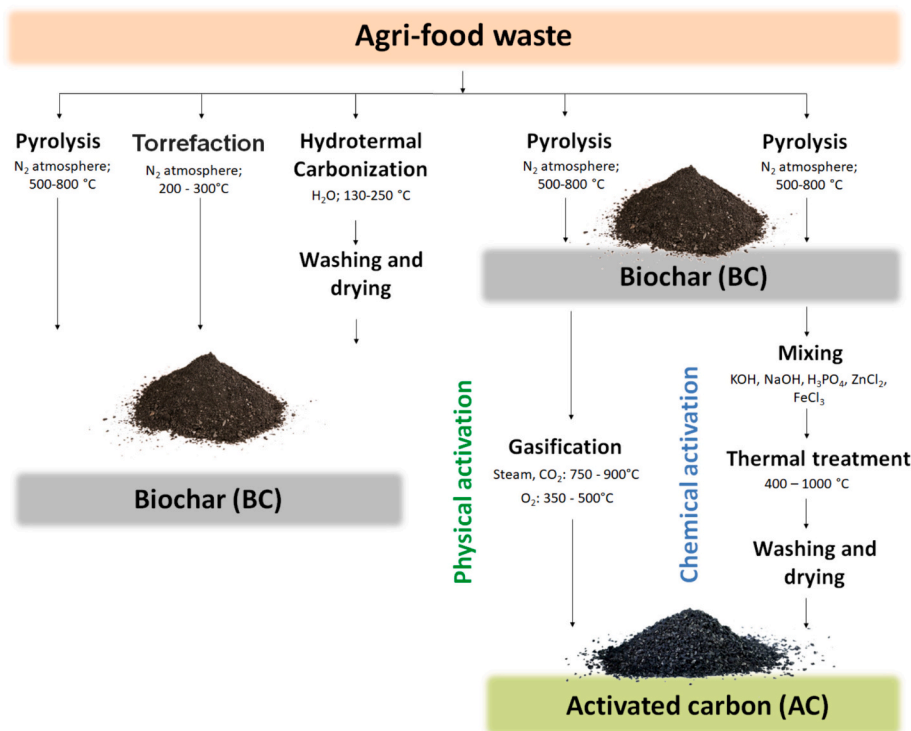 Agri-food waste
Pyrolysis
N₂ atmosphere;
500-800 °C
Torrefaction
N₂ atmosphere;
200 - 300°C
Hydrotermal
Carbonization
H₂O; 130-250 °C
Washing and
drying
Biochar (BC)
Pyrolysis
N₂ atmosphere;
500-800 °C
Pyrolysis
N₂ atmosphere;
500-800 °C
Biochar (BC)
Physical activation
Gasification
Steam, CO₂: 750 - 900°C
O₂: 350 - 500°C
Chemical activation
Mixing
KOH, NaOH, H₃PO₄, ZnCl₂,
FeCl₃
Thermal treatment
400 – 1000 °C
Washing and
drying
Activated carbon (AC)